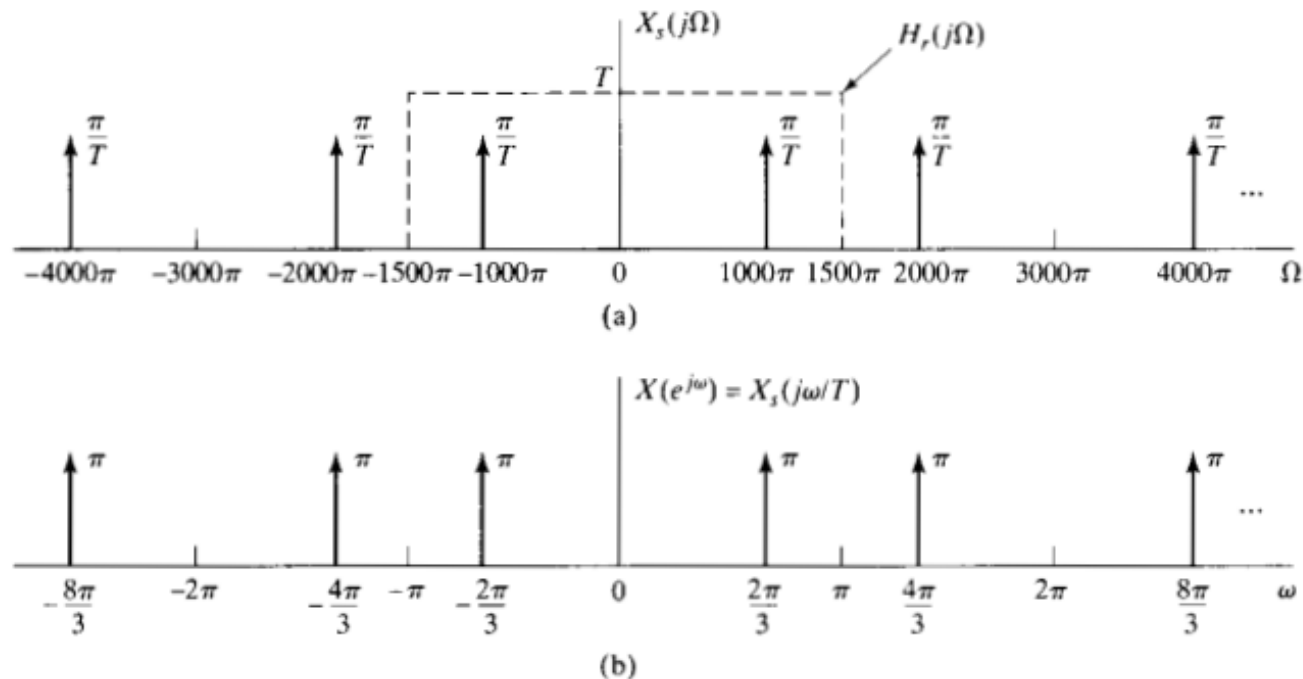 X_s(jΩ)
H_r(jΩ)
T
π/T π/T π/T π/T π/T π/T
...
−4000π −3000π −2000π −1500π −1000π 0 1000π 1500π 2000π 3000π 4000π Ω
(a)
X(e^{jω}) = X_s(jω/T)
π π π π π π
...
−8π/3 −2π −4π/3 −π −2π/3 0 2π/3 π 4π/3 2π 8π/3 ω
(b)